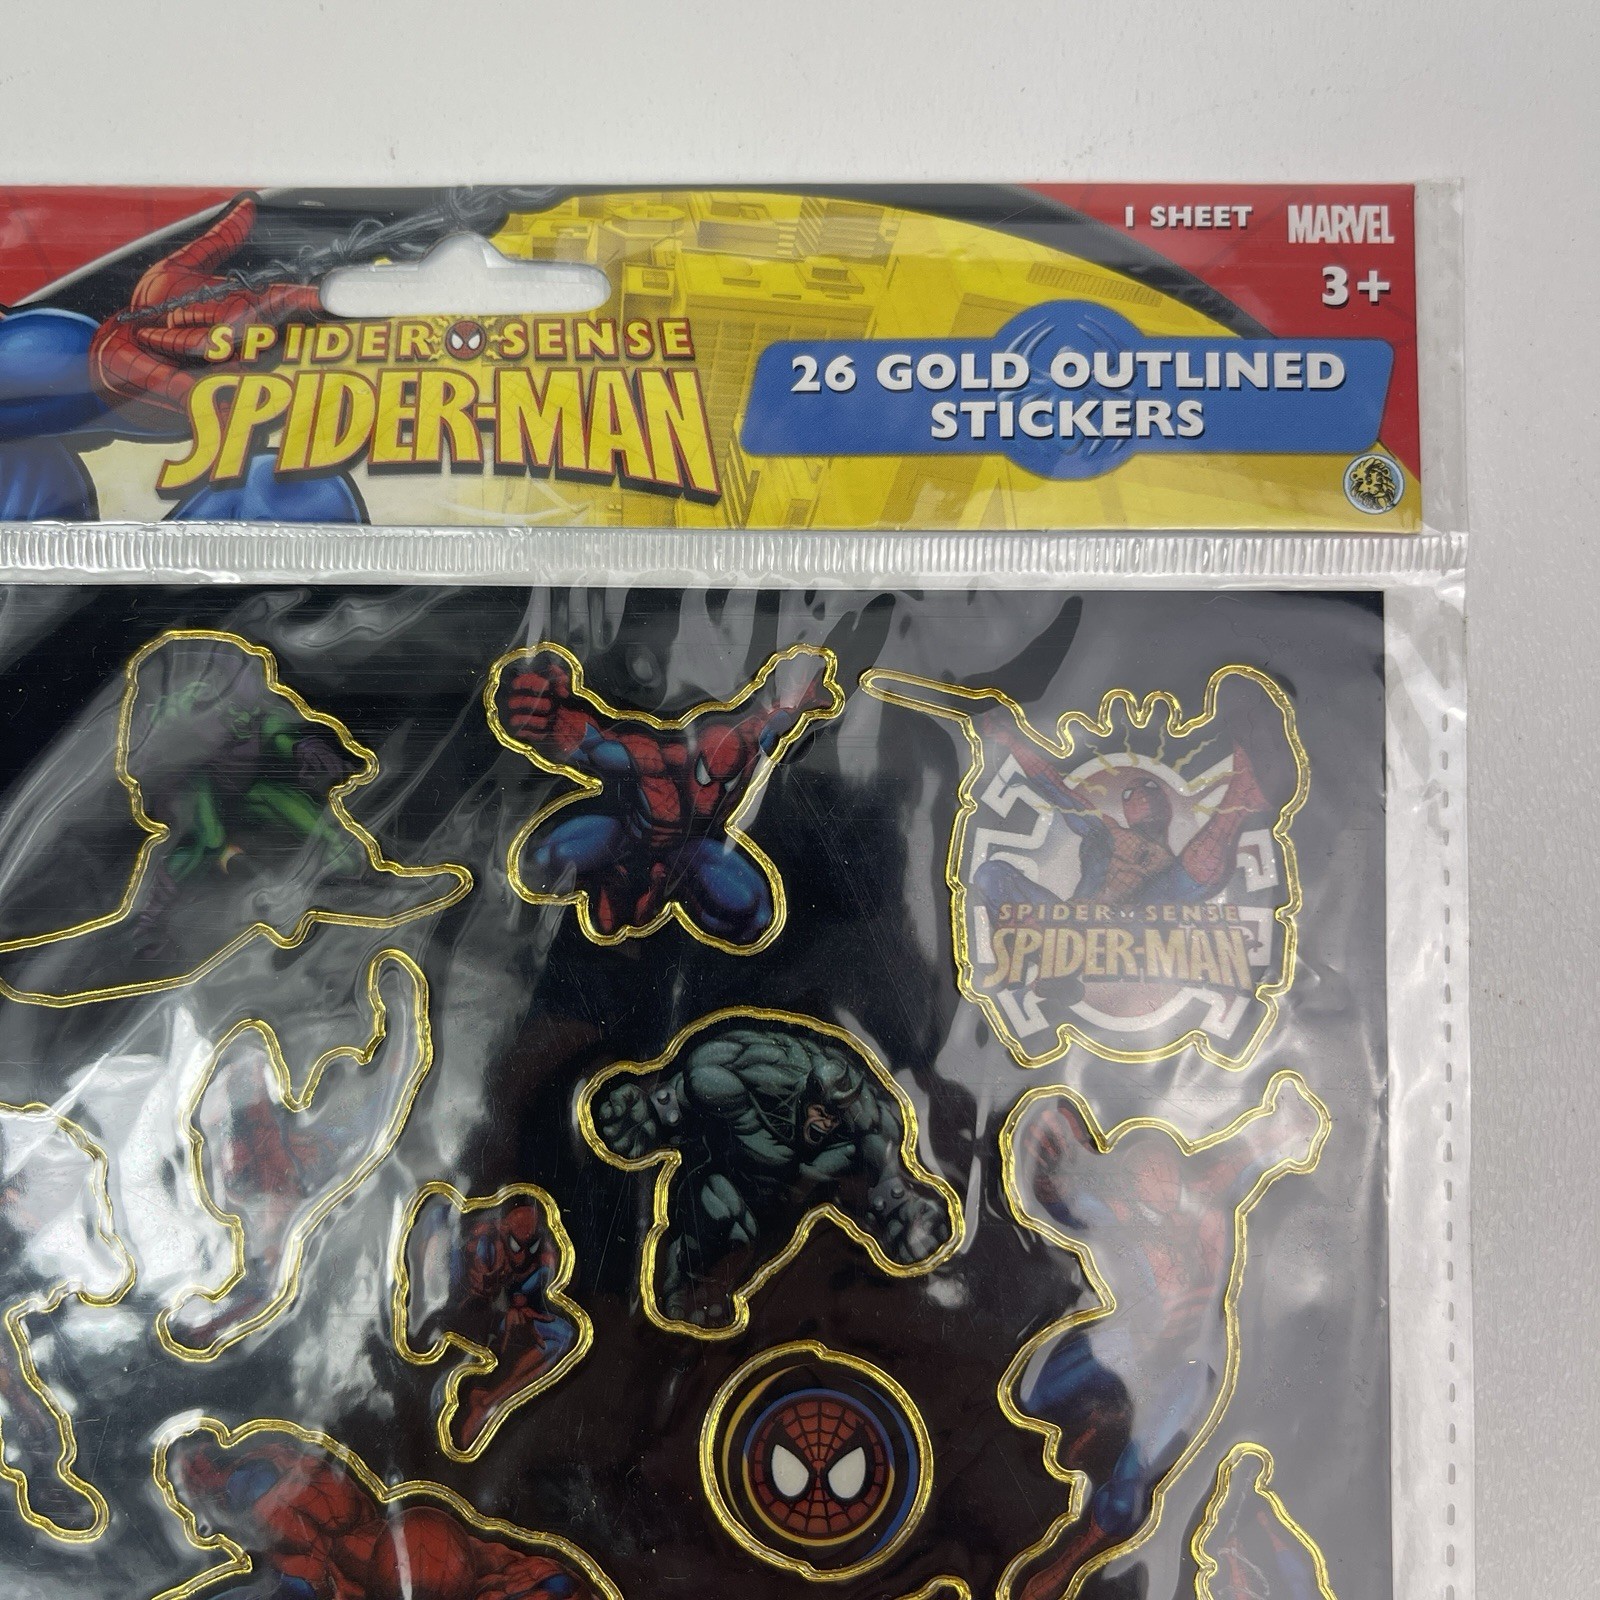 1 SHEET MARVEL
3+
SPIDER SENSE
SPIDER-MAN
26 GOLD OUTLINED
STICKERS
SPIDER SENSE
SPIDER-MAN